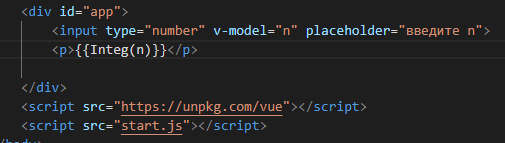 <div id="app">
<input type="number" v-model="n" placeholder="введите n">
<p>{{Integ(n)}}</p>
</div>
<script src="https://unpkg.com/vue"></script>
<script src="start.js"></script>